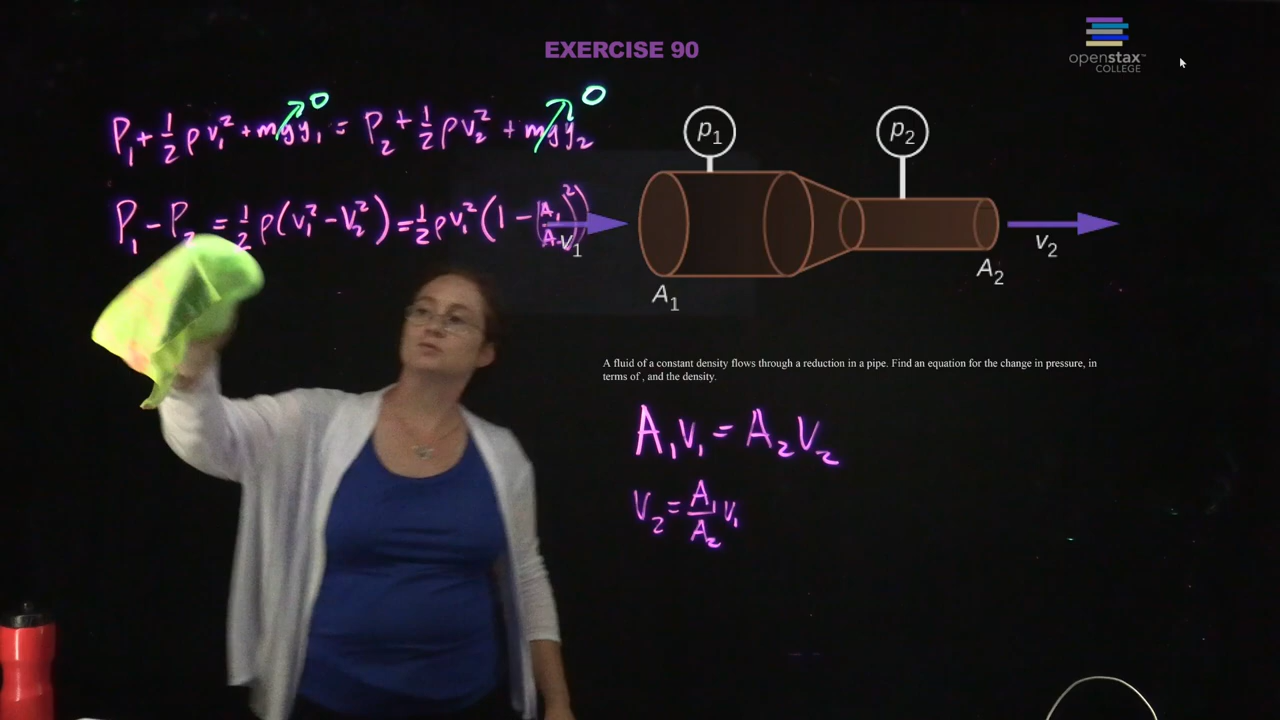 EXERCISE 90
openstax™
COLLEGE
P₁ + 1/2 ρv₁² + mgy₁ = P₂ + 1/2 ρv₂² + mgy₂
0
0
P₁ - P₂ = 1/2 ρ(v₁² - v₂²) = 1/2 ρv₁²(1 - (A₁/A₂)²)
p₁
p₂
v₁
v₂
A₁
A₂
A fluid of a constant density flows through a reduction in a pipe. Find an equation for the change in pressure, in
terms of , and the density.
A₁v₁ = A₂v₂
v₂ = A₁/A₂ v₁